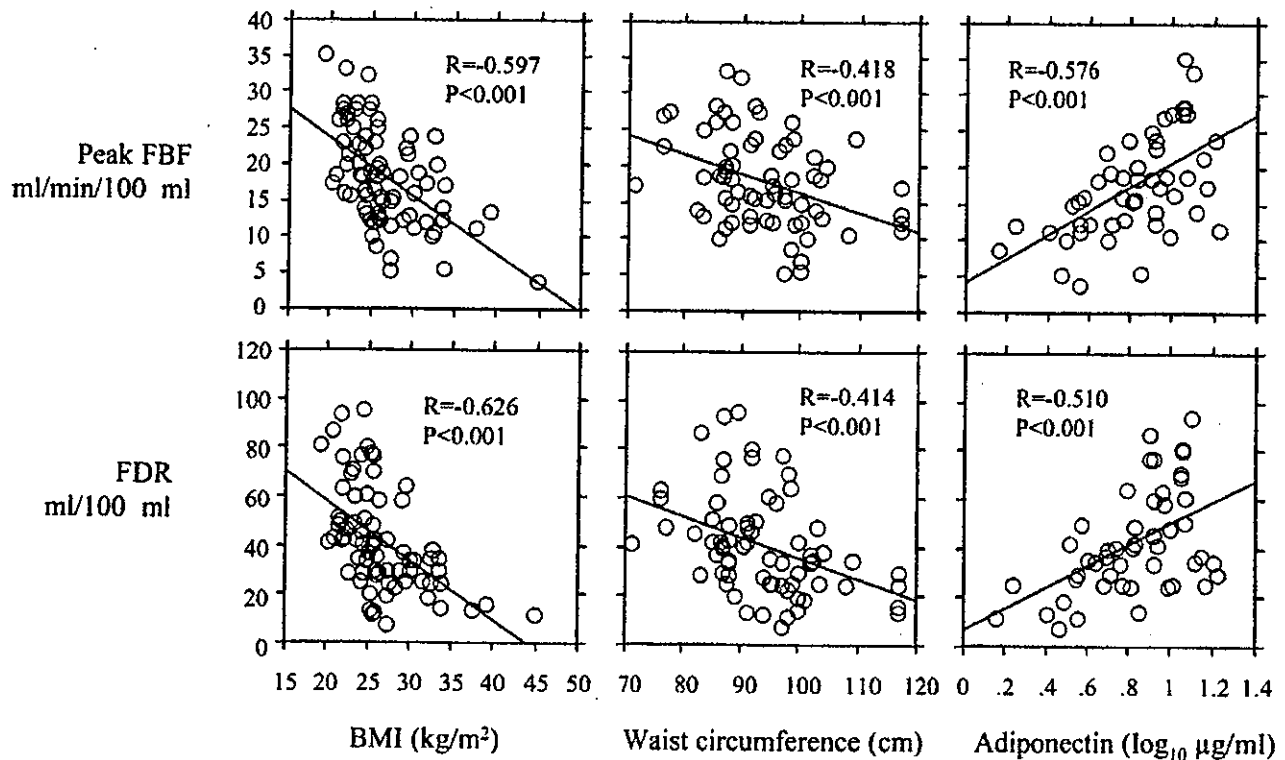 40
35
30
25
20
15
10
5
0
Peak FBF
ml/min/100 ml
R=-0.597
P<0.001
R=-0.418
P<0.001
R=-0.576
P<0.001
120
100
80
60
40
20
0
FDR
ml/100 ml
R=-0.626
P<0.001
R=-0.414
P<0.001
R=-0.510
P<0.001
15 20 25 30 35 40 45 50
70 80 90 100 120
0 .2 .4 .6 .8 1 1.2 1.4
BMI (kg/m²)
Waist circumference (cm)
Adiponectin (log₁₀ µg/ml)